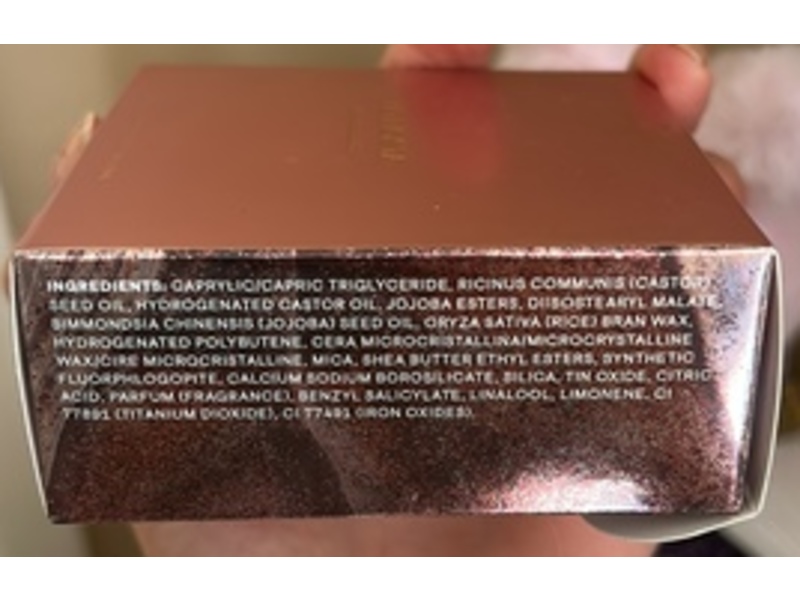 INGREDIENTS: CAPRYLIC/CAPRIC TRIGLYCERIDE, RICINUS COMMUNIS (CASTOR)
SEED OIL, HYDROGENATED CASTOR OIL, JOJOBA ESTERS, DIISOSTEARYL MALATE,
SIMMONDSIA CHINENSIS (JOJOBA) SEED OIL, ORYZA SATIVA (RICE) BRAN WAX,
HYDROGENATED POLYBUTENE, CERA MICROCRISTALLINA/MICROCRYSTALLINE
WAX/CIRE MICROCRISTALLINE, MICA, SHEA BUTTER ETHYL ESTERS, SYNTHETIC
FLUORPHLOGOPITE, CALCIUM SODIUM BOROSILICATE, SILICA, TIN OXIDE, CITRIC
ACID, PARFUM (FRAGRANCE), BENZYL SALICYLATE, LINALOOL, LIMONENE, CI
77891 (TITANIUM DIOXIDE), CI 77491 (IRON OXIDES).